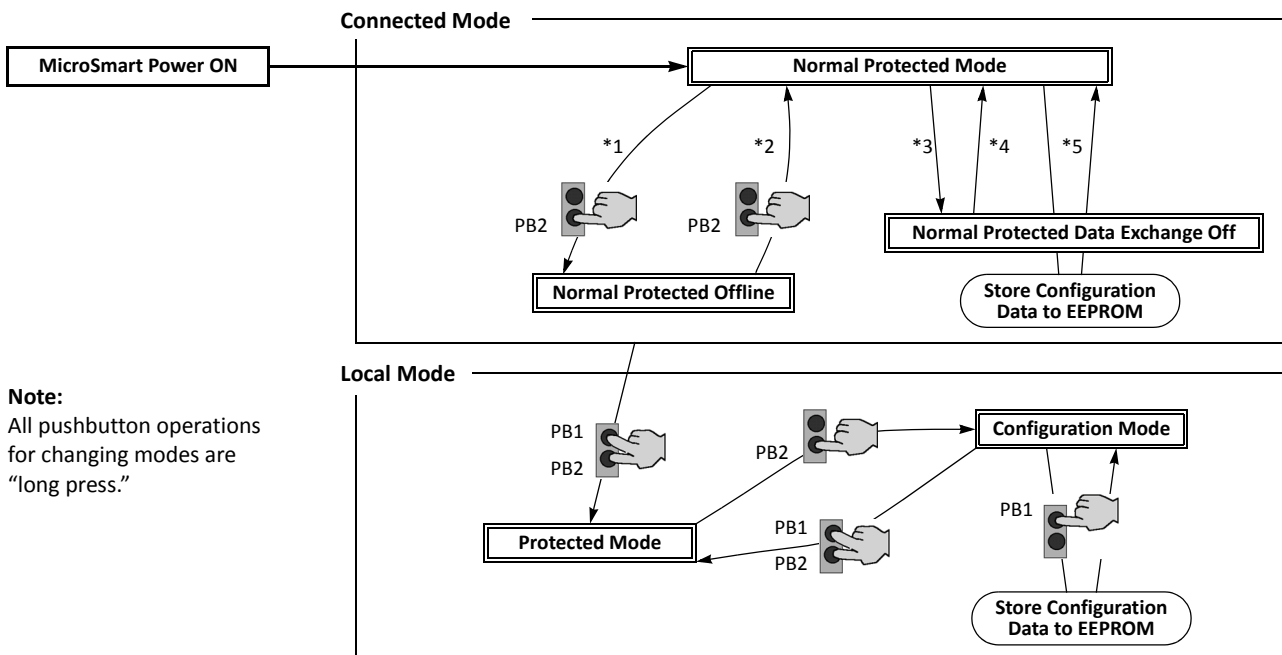 Connected Mode
MicroSmart Power ON
Normal Protected Mode
*1
*2
*3
*4
*5
PB2
PB2
Normal Protected Data Exchange Off
Normal Protected Offline
Store Configuration
Data to EEPROM
Local Mode
Note:
All pushbutton operations
for changing modes are
“long press.”
PB1
PB2
PB2
Configuration Mode
PB1
PB2
PB1
Protected Mode
Store Configuration
Data to EEPROM